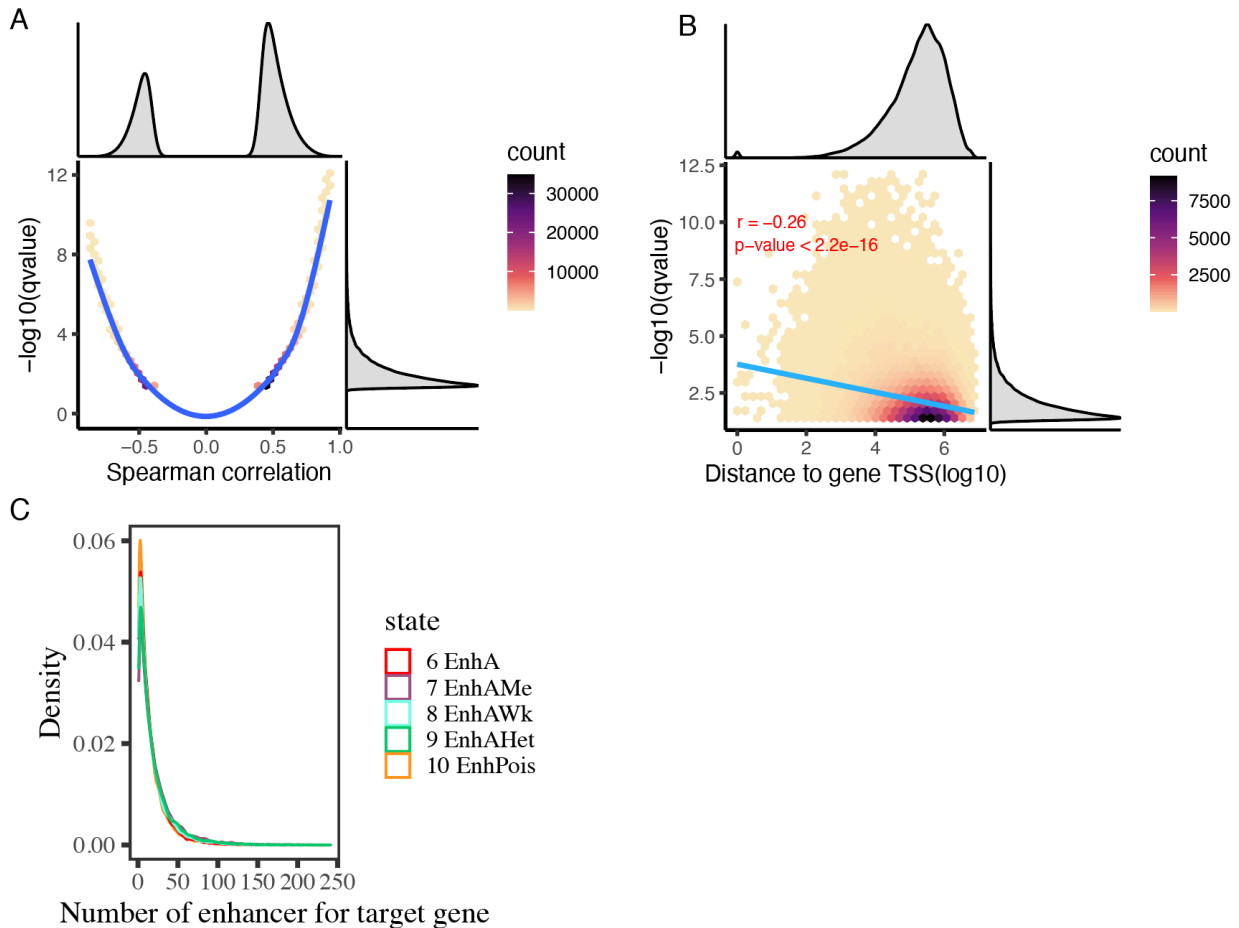 A
count
30000
20000
10000
12
8
4
0
−log10(qvalue)
−0.5
0.0
0.5
1.0
Spearman correlation
B
count
7500
5000
2500
12.5
10.0
7.5
5.0
2.5
−log10(qvalue)
r = −0.26
p−value < 2.2e−16
0
2
4
6
Distance to gene TSS(log10)
C
0.06
0.04
0.02
0.00
Density
0
50
100
150
200
250
Number of enhancer for target gene
state
6 EnhA
7 EnhAMe
8 EnhAWk
9 EnhAHet
10 EnhPois